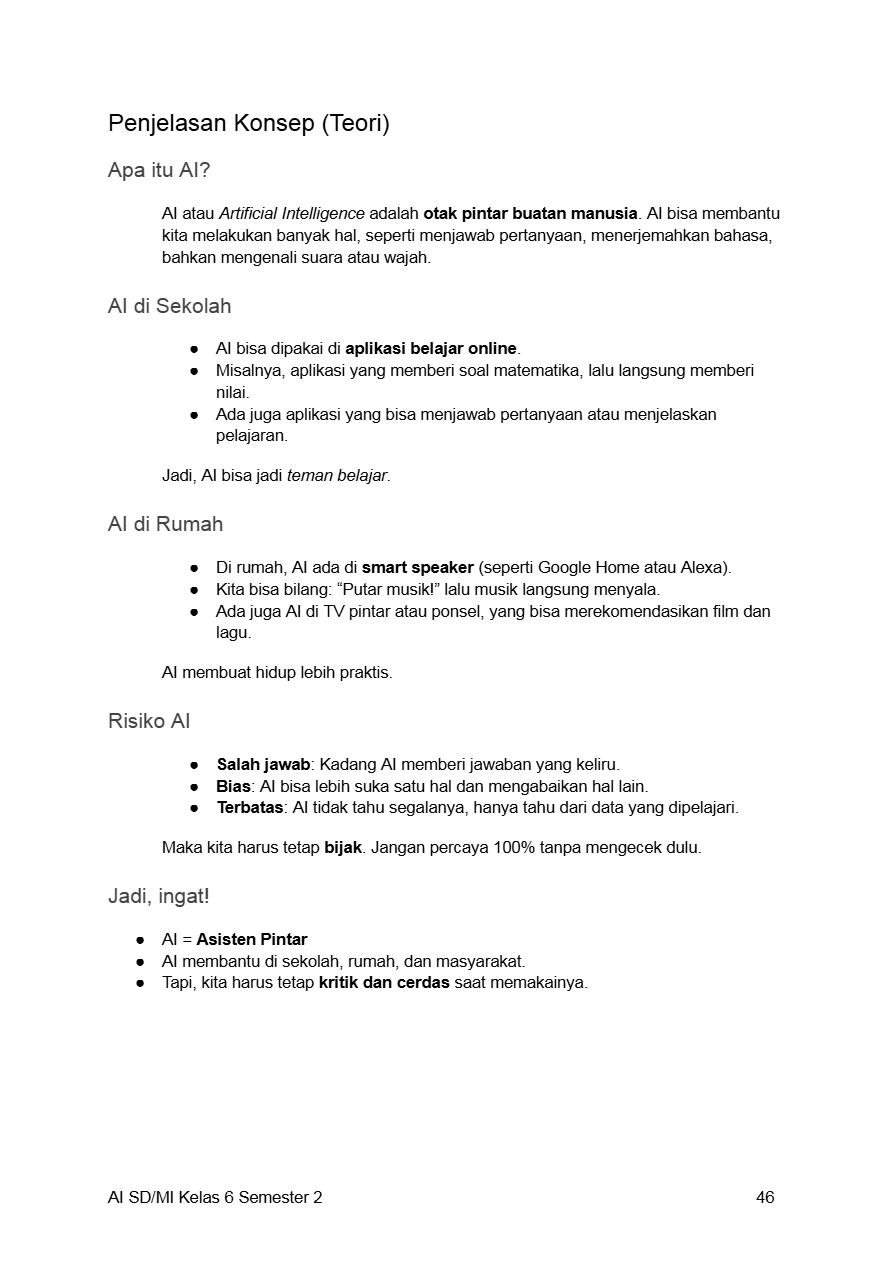 Penjelasan Konsep (Teori)
Apa itu AI?
AI atau Artificial Intelligence adalah otak pintar buatan manusia. AI bisa membantu
kita melakukan banyak hal, seperti menjawab pertanyaan, menerjemahkan bahasa,
bahkan mengenali suara atau wajah.
AI di Sekolah
● AI bisa dipakai di aplikasi belajar online.
● Misalnya, aplikasi yang memberi soal matematika, lalu langsung memberi
nilai.
● Ada juga aplikasi yang bisa menjawab pertanyaan atau menjelaskan
pelajaran.
Jadi, AI bisa jadi teman belajar.
AI di Rumah
● Di rumah, AI ada di smart speaker (seperti Google Home atau Alexa).
● Kita bisa bilang: “Putar musik!” lalu musik langsung menyala.
● Ada juga AI di TV pintar atau ponsel, yang bisa merekomendasikan film dan
lagu.
AI membuat hidup lebih praktis.
Risiko AI
● Salah jawab: Kadang AI memberi jawaban yang keliru.
● Bias: AI bisa lebih suka satu hal dan mengabaikan hal lain.
● Terbatas: AI tidak tahu segalanya, hanya tahu dari data yang dipelajari.
Maka kita harus tetap bijak. Jangan percaya 100% tanpa mengecek dulu.
Jadi, ingat!
● AI = Asisten Pintar
● AI membantu di sekolah, rumah, dan masyarakat.
● Tapi, kita harus tetap kritik dan cerdas saat memakainya.
AI SD/MI Kelas 6 Semester 2 46